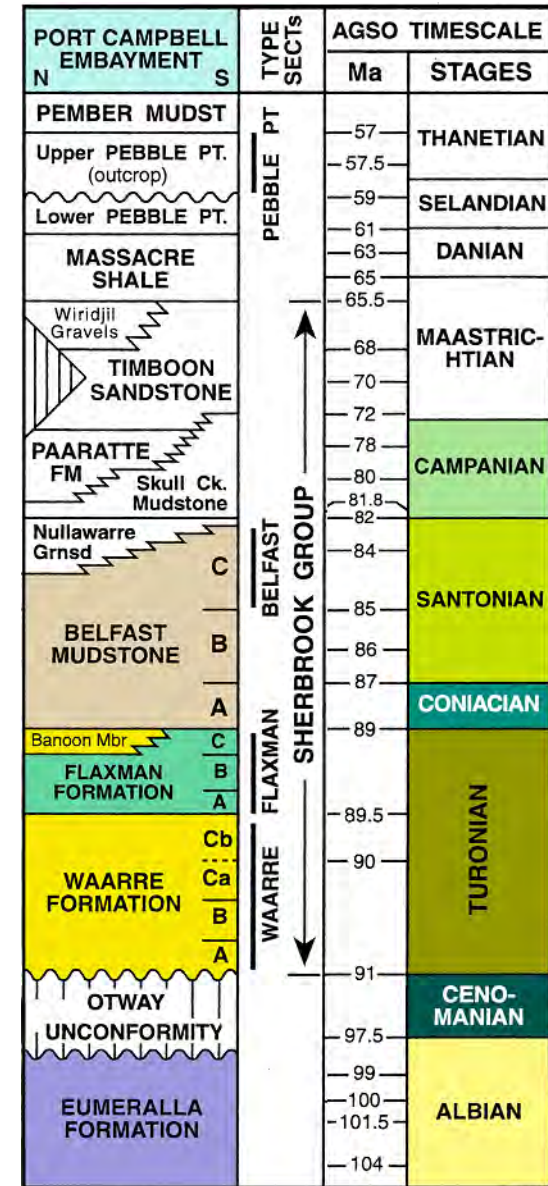 PORT CAMPBELL
EMBAYMENT
N S
TYPE
SECTs
AGSO TIMESCALE
Ma
STAGES
PEMBER MUDST
Upper PEBBLE PT.
(outcrop)
Lower PEBBLE PT.
MASSACRE
SHALE
Wiridjil
Gravels
TIMBOON
SANDSTONE
PAARATTE
FM
Skull Ck.
Mudstone
Nullawarre
Grnsd
C
BELFAST
MUDSTONE
B
A
Banoon Mbr
C
FLAXMAN
FORMATION
B
A
Cb
WAARRE
FORMATION
Ca
B
A
OTWAY
UNCONFORMITY
EUMERALLA
FORMATION
PEBBLE PT
BELFAST
FLAXMAN
WAARRE
SHERBROOK GROUP
57
57.5
59
61
63
65
65.5
68
70
72
78
80
81.8
82
84
85
86
87
89
89.5
90
91
97.5
99
100
101.5
104
THANETIAN
SELANDIAN
DANIAN
MAASTRIC-
HTIAN
CAMPANIAN
SANTONIAN
CONIACIAN
TURONIAN
CENO-
MANIAN
ALBIAN